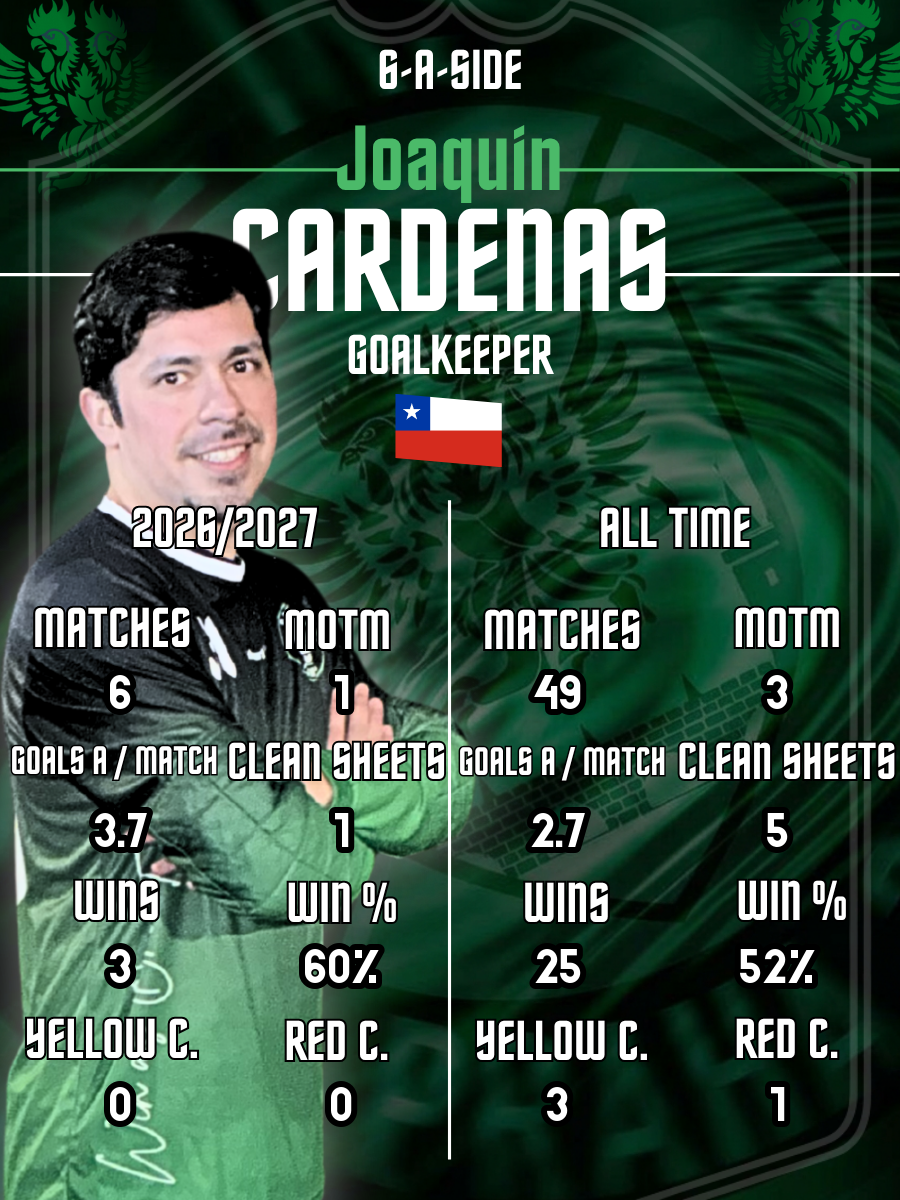 6-A-SIDE
Joaquín
CARDENAS
GOALKEEPER
2026/2027
MATCHES MOTM
6 1
GOALS A / MATCH CLEAN SHEETS
3.7 1
WINS WIN %
3 60%
YELLOW C. RED C.
0 0
ALL TIME
MATCHES MOTM
49 3
GOALS A / MATCH CLEAN SHEETS
2.7 5
WINS WIN %
25 52%
YELLOW C. RED C.
3 1